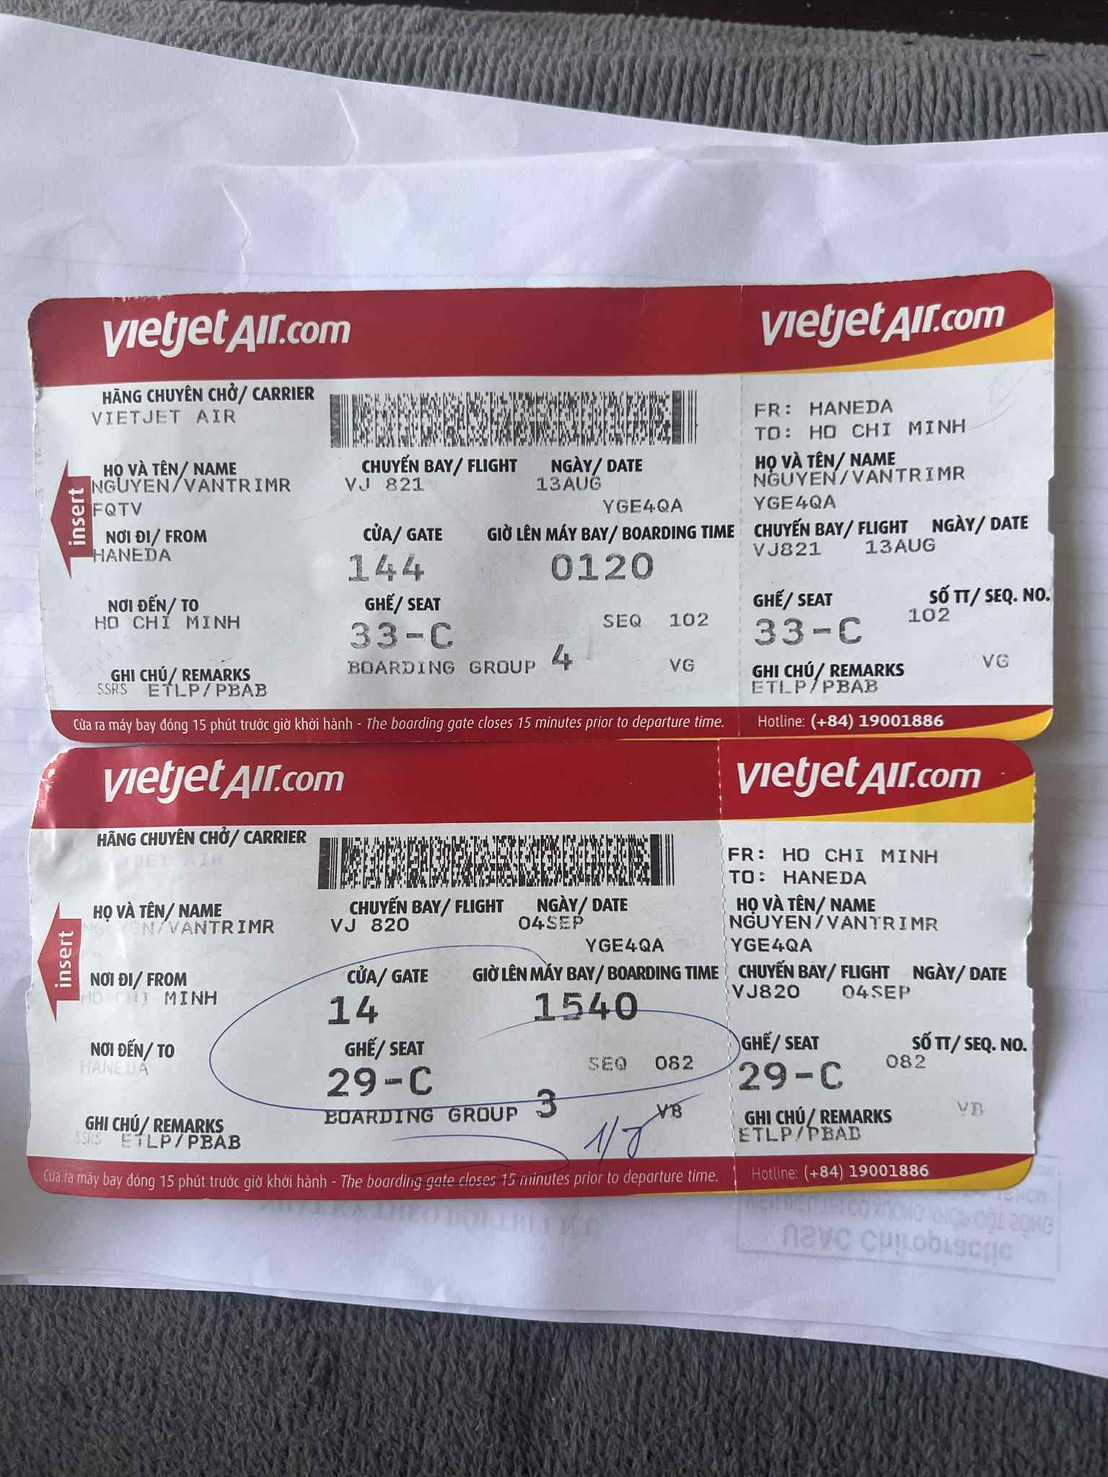 vietjetAir.com
vietjetAir.com
HÃNG CHUYÊN CHỞ/ CARRIER
VIETJET AIR
HỌ VÀ TÊN/ NAME
NGUYEN/VANTRIMR
FQTV
CHUYẾN BAY/ FLIGHT
VJ 821
NGÀY/ DATE
13AUG
YGE4QA
insert
NƠI ĐI/ FROM
HANEDA
CỬA/ GATE
144
GIỜ LÊN MÁY BAY/ BOARDING TIME
0120
NƠI ĐẾN/ TO
HO CHI MINH
GHẾ/ SEAT
33-C
SEQ 102
BOARDING GROUP 4
VG
GHI CHÚ/ REMARKS
SSRS ETLP/PBAB
FR: HANEDA
TO: HO CHI MINH
HỌ VÀ TÊN/ NAME
NGUYEN/VANTRIMR
YGE4QA
CHUYẾN BAY/ FLIGHT NGÀY/ DATE
VJ821 13AUG
GHẾ/ SEAT
33-C
SỐ TT/ SEQ. NO.
102
VG
GHI CHÚ/ REMARKS
ETLP/PBAB
Cửa ra máy bay đóng 15 phút trước giờ khởi hành - The boarding gate closes 15 minutes prior to departure time.
Hotline: (+84) 19001886
vietjetAir.com
vietjetAir.com
HÃNG CHUYÊN CHỞ/ CARRIER
HỌ VÀ TÊN/ NAME
NGUYEN/VANTRIMR
CHUYẾN BAY/ FLIGHT
VJ 820
NGÀY/ DATE
04SEP
YGE4QA
insert
NƠI ĐI/ FROM
HO CHI MINH
CỬA/ GATE
14
GIỜ LÊN MÁY BAY/ BOARDING TIME
1540
NƠI ĐẾN/ TO
HANEDA
GHẾ/ SEAT
29-C
SEQ 082
BOARDING GROUP 3
VB
GHI CHÚ/ REMARKS
SSRS ETLP/PBAB
FR: HO CHI MINH
TO: HANEDA
HỌ VÀ TÊN/ NAME
NGUYEN/VANTRIMR
YGE4QA
CHUYẾN BAY/ FLIGHT NGÀY/ DATE
VJ820 04SEP
GHẾ/ SEAT
29-C
SỐ TT/ SEQ. NO.
082
VB
GHI CHÚ/ REMARKS
ETLP/PBAB
Cửa ra máy bay đóng 15 phút trước giờ khởi hành - The boarding gate closes 15 minutes prior to departure time.
Hotline: (+84) 19001886
USAC Chiropractic